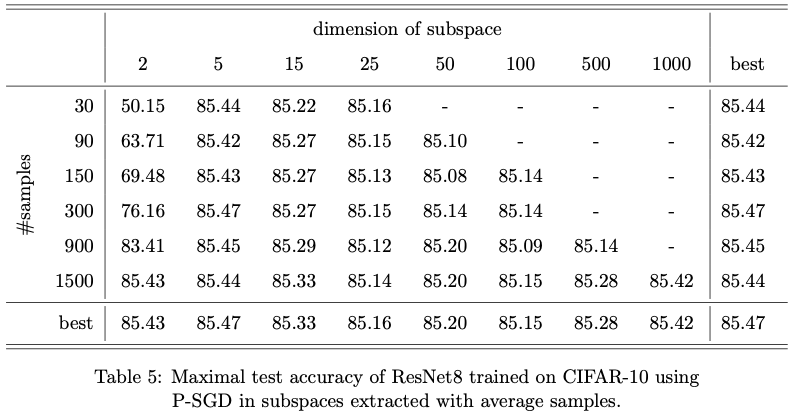 dimension of subspace
2 5 15 25 50 100 500 1000 best
#samples
30 50.15 85.44 85.22 85.16 - - - - 85.44
90 63.71 85.42 85.27 85.15 85.10 - - - 85.42
150 69.48 85.43 85.27 85.13 85.08 85.14 - - 85.43
300 76.16 85.47 85.27 85.15 85.14 85.14 - - 85.47
900 83.41 85.45 85.29 85.12 85.20 85.09 85.14 - 85.45
1500 85.43 85.44 85.33 85.14 85.20 85.15 85.28 85.42 85.44
best 85.43 85.47 85.33 85.16 85.20 85.15 85.28 85.42 85.47
Table 5: Maximal test accuracy of ResNet8 trained on CIFAR-10 using
P-SGD in subspaces extracted with average samples.